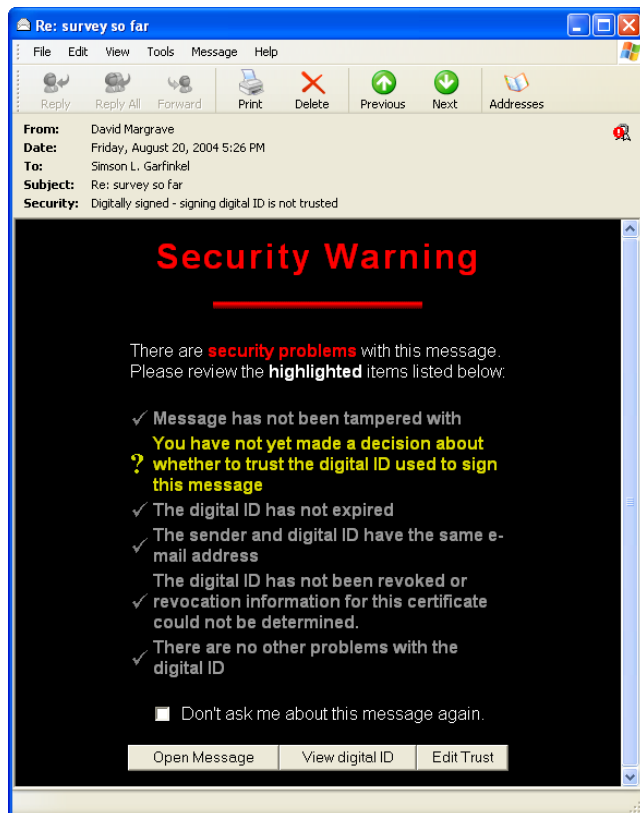 Re: survey so far
File Edit View Tools Message Help
Reply Reply All Forward Print Delete Previous Next Addresses
From: David Margrave
Date: Friday, August 20, 2004 5:26 PM
To: Simson L. Garfinkel
Subject: Re: survey so far
Security: Digitally signed - signing digital ID is not trusted
Security Warning
There are security problems with this message.
Please review the highlighted items listed below:
✓ Message has not been tampered with
You have not yet made a decision about
? whether to trust the digital ID used to sign
this message
✓ The digital ID has not expired
The sender and digital ID have the same e-
✓ mail address
The digital ID has not been revoked or
✓ revocation information for this certificate
could not be determined.
There are no other problems with the
✓ digital ID
Don't ask me about this message again.
Open Message View digital ID Edit Trust